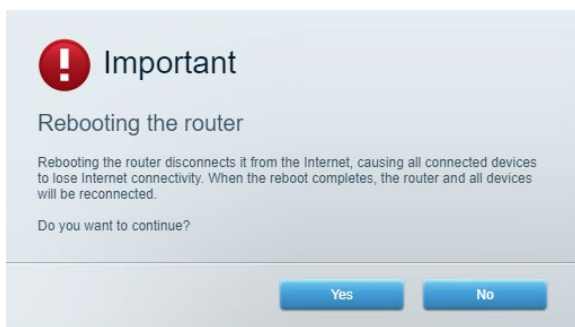 Important
Rebooting the router
Rebooting the router disconnects it from the Internet, causing all connected devices
to lose Internet connectivity. When the reboot completes, the router and all devices
will be reconnected.
Do you want to continue?
Yes
No